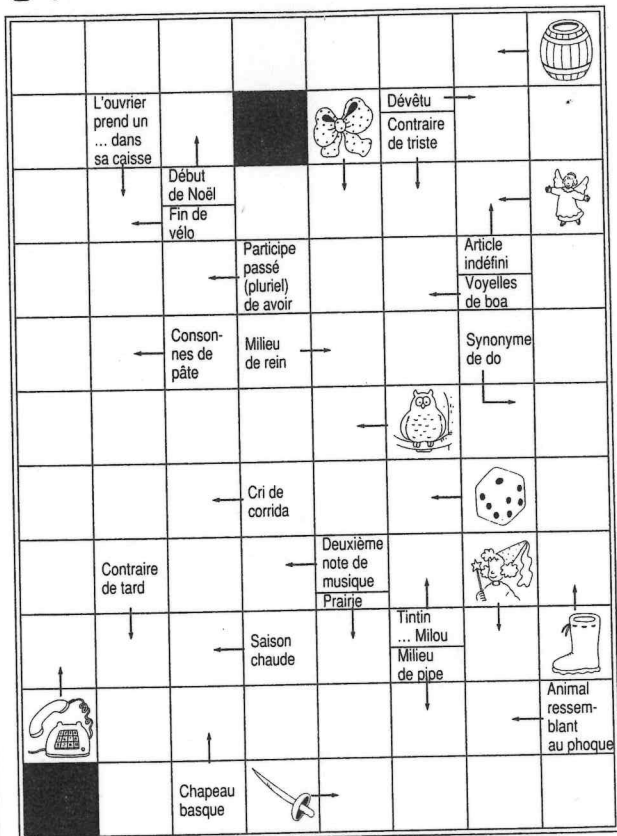 L'ouvrier
prend un
... dans
sa caisse
Dévêtu
Contraire
de triste
Début
de Noël
Fin de
vélo
Participe
passé
(pluriel)
de avoir
Article
indéfini
Voyelles
de boa
Conson-
nes de
pâte
Milieu
de rein
Synonyme
de do
Cri de
corrida
Contraire
de tard
Deuxième
note de
musique
Prairie
Saison
chaude
Tintin
... Milou
Milieu
de pipe
Animal
ressem-
blant
au phoque
Chapeau
basque